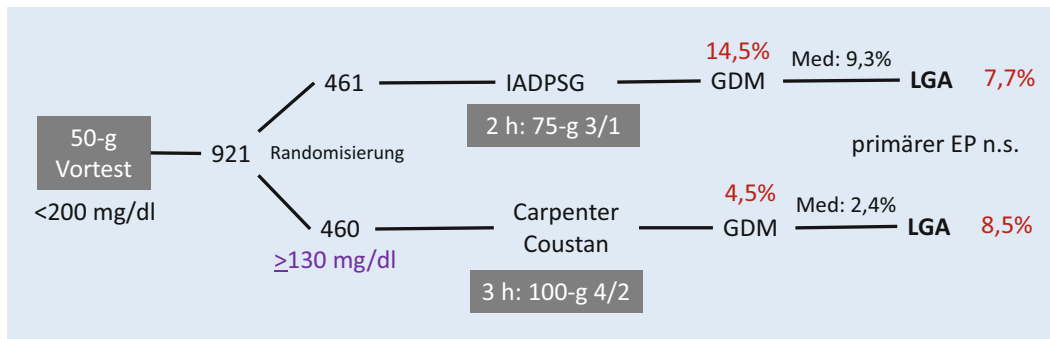 50-g
Vortest
<200 mg/dl
921
Randomisierung
461
IADPSG
2 h: 75-g 3/1
14,5%
GDM
Med: 9,3%
LGA
7,7%
primärer EP n.s.
460
≥130 mg/dl
Carpenter
Coustan
3 h: 100-g 4/2
4,5%
GDM
Med: 2,4%
LGA
8,5%